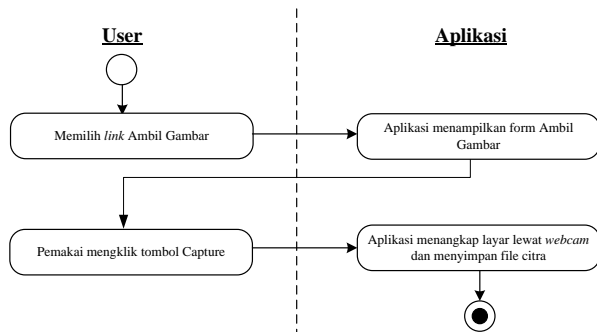 User
Aplikasi
Memilih link Ambil Gambar
Aplikasi menampilkan form Ambil
Gambar
Pemakai mengklik tombol Capture
Aplikasi menangkap layar lewat webcam
dan menyimpan file citra